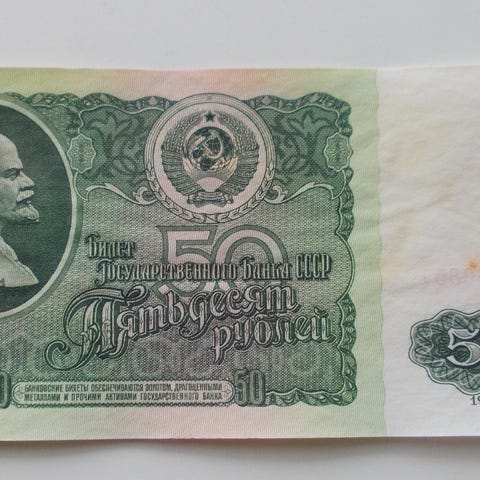 50
Билет
Государственного Банка СССР
Пятьдесят
рублей
БАНКОВСКИЕ БИЛЕТЫ ОБЕСПЕЧИВАЮТСЯ ЗОЛОТОМ, ДРАГОЦЕННЫМИ
МЕТАЛЛАМИ И ПРОЧИМИ АКТИВАМИ ГОСУДАРСТВЕННОГО БАНКА
50